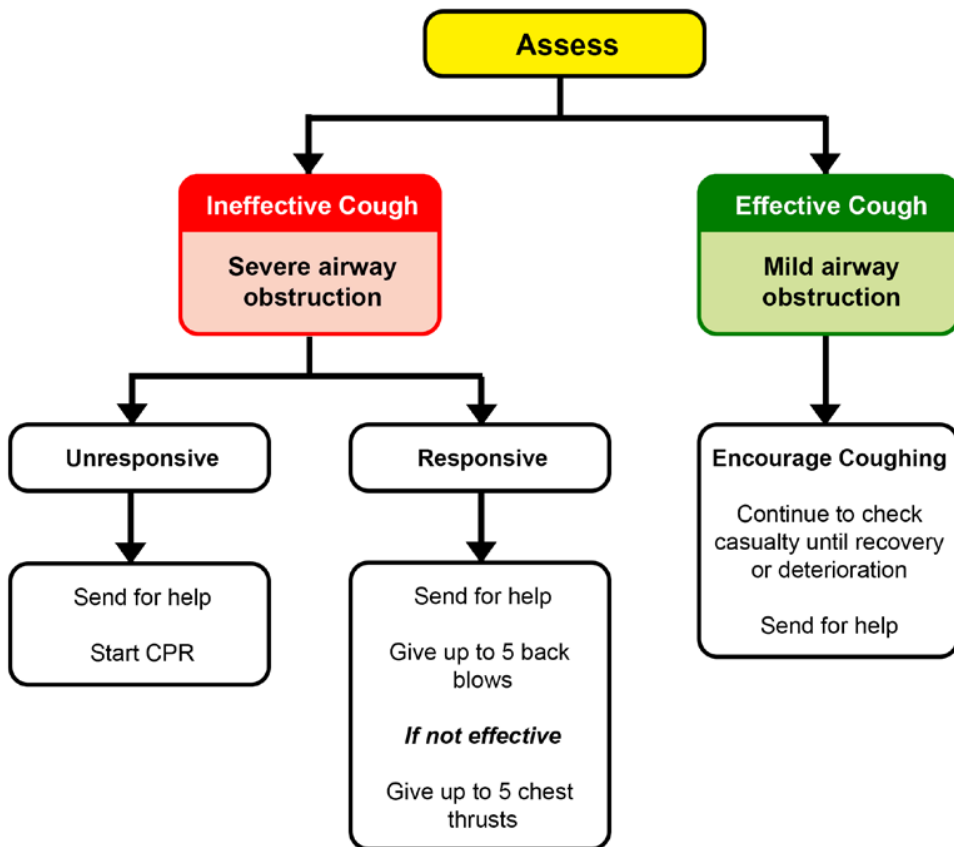 Assess
Ineffective Cough
Severe airway
obstruction
Effective Cough
Mild airway
obstruction
Unresponsive
Send for help
Start CPR
Responsive
Send for help
Give up to 5 back
blows
If not effective
Give up to 5 chest
thrusts
Encourage Coughing
Continue to check
casualty until recovery
or deterioration
Send for help